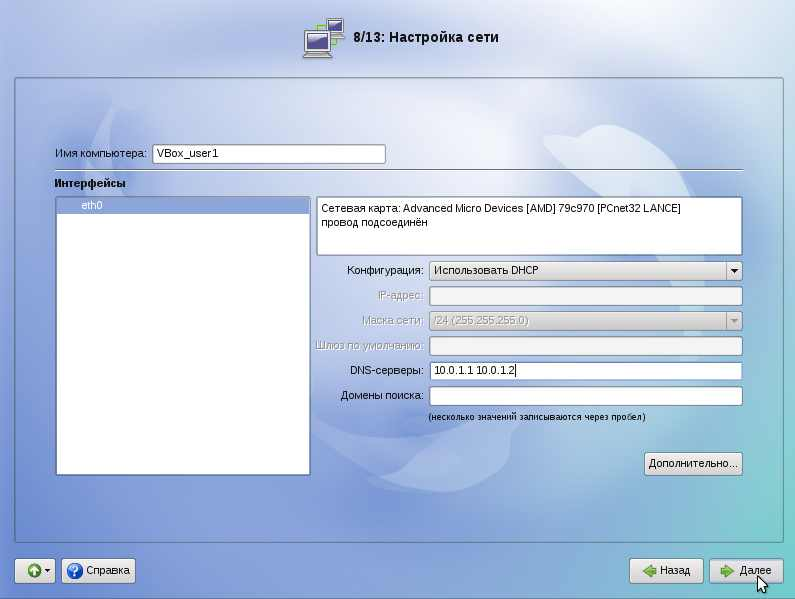 8/13: Настройка сети
Имя компьютера: VBox_user1
Интерфейсы
eth0
Сетевая карта: Advanced Micro Devices [AMD] 79c970 [PCnet32 LANCE]
провод подсоединён
Конфигурация: Использовать DHCP
IP-адрес:
Маска сети: /24 (255.255.255.0)
Шлюз по умолчанию:
DNS-серверы: 10.0.1.1 10.0.1.2
Домены поиска:
(несколько значений записываются через пробел)
Дополнительно...
Справка Назад Далее